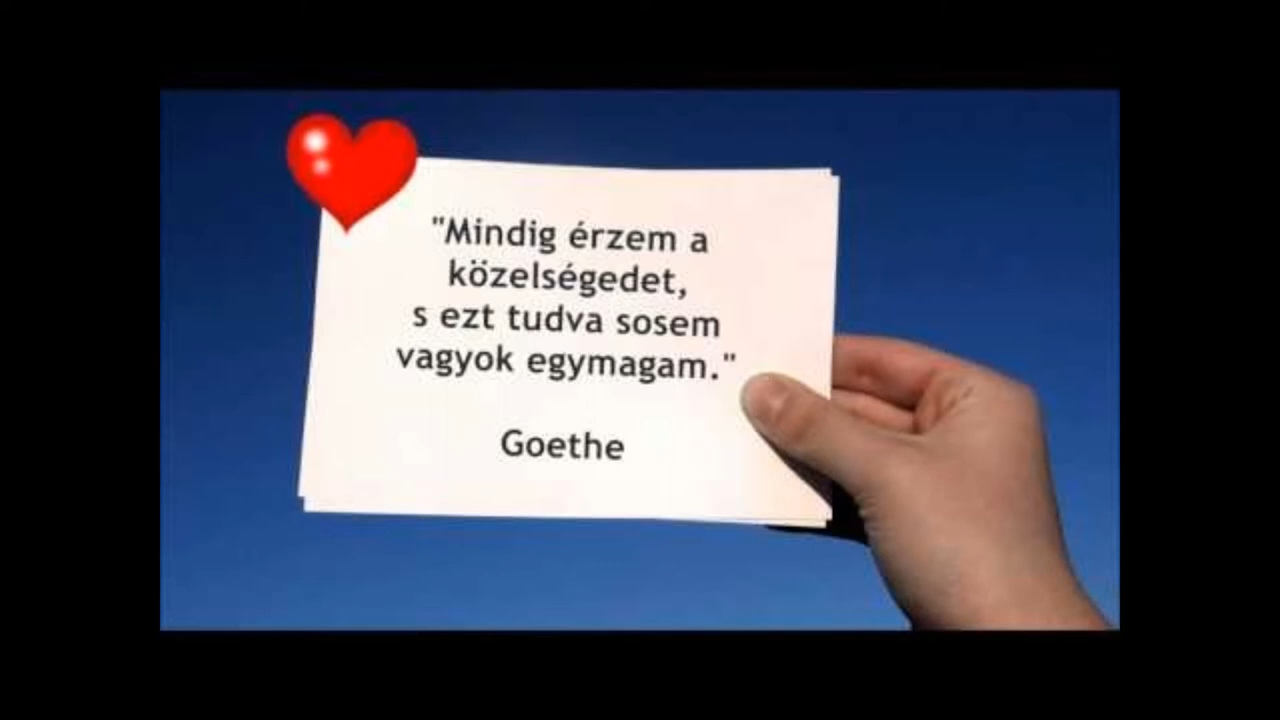 "Mindig érzem a
közelségedet,
s ezt tudva sosem
vagyok egymagam."
Goethe